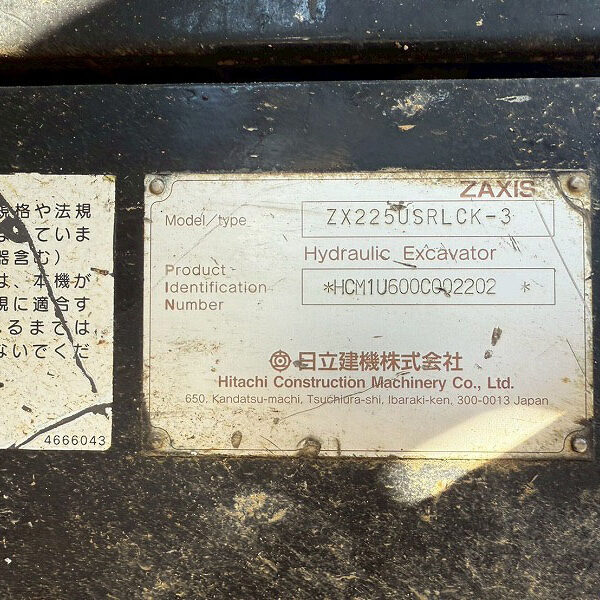 規格や法規
ていま
器含む)
は、本機が
規に適合す
るまでは
ないでくだ
4666043
ZAXIS
Model/type ZX225USRLCK-3
Hydraulic Excavator
Product
Identification
Number
*HCM1U600C002202 *
日立建機株式会社
Hitachi Construction Machinery Co., Ltd.
650, Kandatsu-machi, Tsuchiura-shi, Ibaraki-ken, 300-0013 Japan